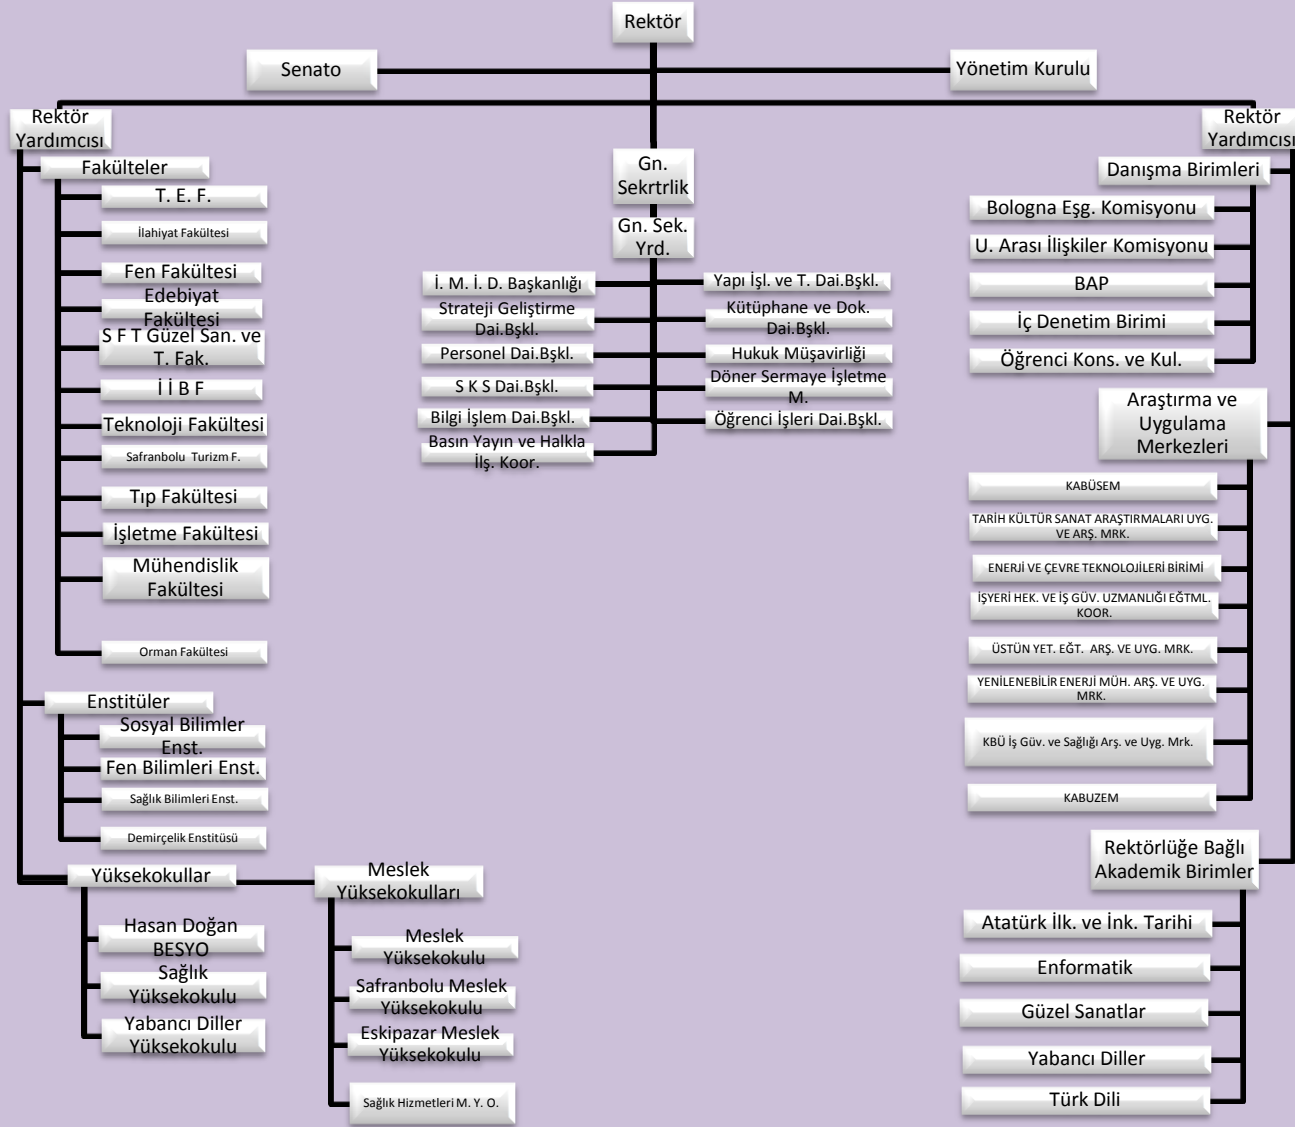 Rektör
Senato
Yönetim Kurulu
Rektör
Yardımcısı
Fakülteler
T. E. F.
İlahiyat Fakültesi
Fen Fakültesi
Edebiyat
Fakültesi
S F T Güzel San. ve
T. Fak.
İ İ B F
Teknoloji Fakültesi
Safranbolu Turizm F.
Tıp Fakültesi
İşletme Fakültesi
Mühendislik
Fakültesi
Orman Fakültesi
Enstitüler
Sosyal Bilimler
Enst.
Fen Bilimleri Enst.
Sağlık Bilimleri Enst.
Demirçelik Enstitüsü
Yüksekokullar
Hasan Doğan
BESYO
Sağlık
Yüksekokulu
Yabancı Diller
Yüksekokulu
Meslek
Yüksekokulları
Meslek
Yüksekokulu
Safranbolu Meslek
Yüksekokulu
Eskipazar Meslek
Yüksekokulu
Sağlık Hizmetleri M. Y. O.
Gn.
Sekrtrlik
Gn. Sek.
Yrd.
İ. M. İ. D. Başkanlığı
Strateji Geliştirme
Dai.Bşkl.
Personel Dai.Bşkl.
S K S Dai.Bşkl.
Bilgi İşlem Dai.Bşkl.
Basın Yayın ve Halkla
İlş. Koor.
Yapı İşl. ve T. Dai.Bşkl.
Kütüphane ve Dok.
Dai.Bşkl.
Hukuk Müşavirliği
Döner Sermaye İşletme
M.
Öğrenci İşleri Dai.Bşkl.
Rektör
Yardımcısı
Danışma Birimleri
Bologna Eşg. Komisyonu
U. Arası İlişkiler Komisyonu
BAP
İç Denetim Birimi
Öğrenci Kons. ve Kul.
Araştırma ve
Uygulama
Merkezleri
KABÜSEM
TARİH KÜLTÜR SANAT ARAŞTIRMALARI UYG.
VE ARŞ. MRK.
ENERJİ VE ÇEVRE TEKNOLOJİLERİ BİRİMİ
İŞYERİ HEK. VE İŞ GÜV. UZMANLIĞI EĞTML.
KOOR.
ÜSTÜN YET. EĞT. ARŞ. VE UYG. MRK.
YENİLENEBİLİR ENERJİ MÜH. ARŞ. VE UYG.
MRK.
KBÜ İş Güv. ve Sağlığı Arş. ve Uyg. Mrk.
KABUZEM
Rektörlüğe Bağlı
Akademik Birimler
Atatürk İlk. ve İnk. Tarihi
Enformatik
Güzel Sanatlar
Yabancı Diller
Türk Dili